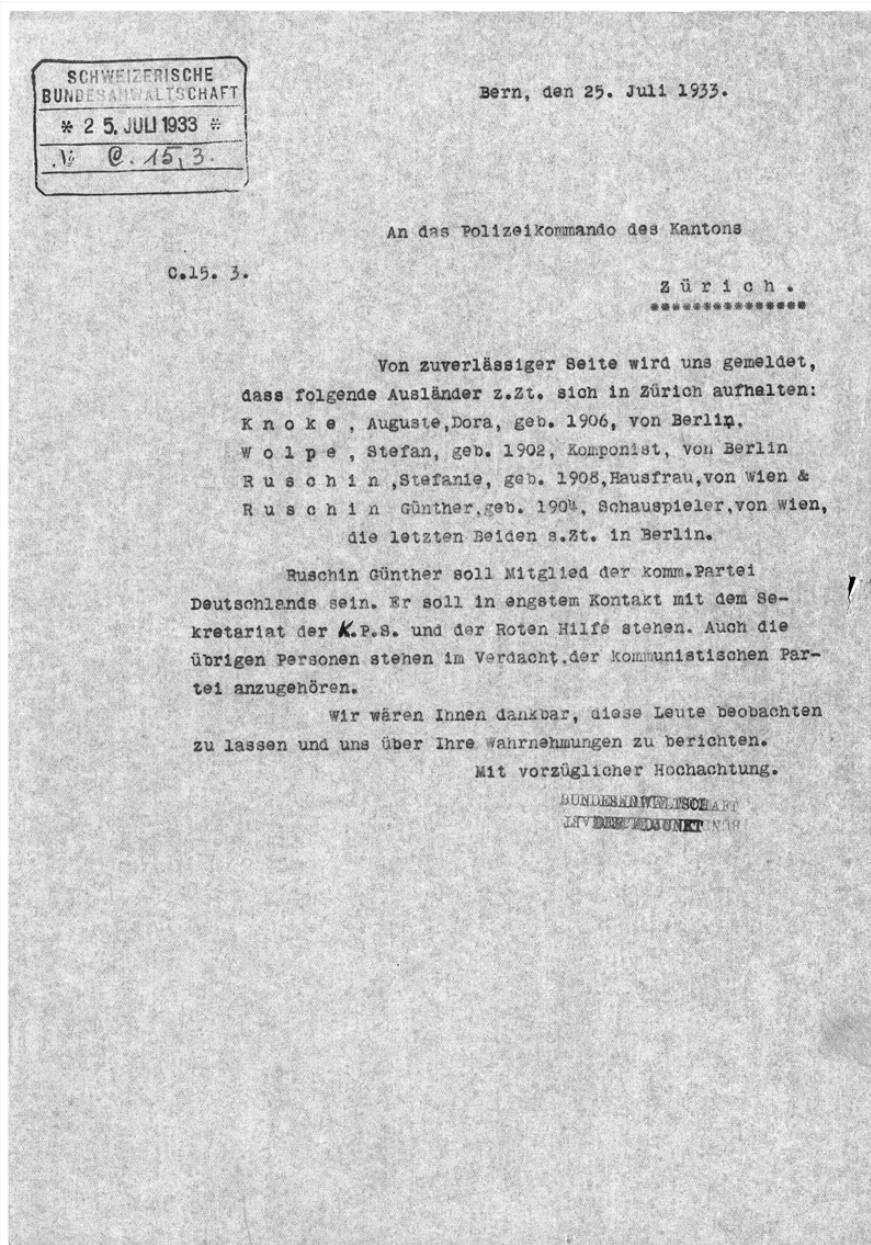 SCHWEIZERISCHE
BUNDESANWALTSCHAFT
* 25. JULI 1933 *
№ C. 15, 3.
Bern, den 25. Juli 1933.
An das Polizeikommando des Kantons
C.15. 3.
Z ü r i c h .
***************
Von zuverlässiger Seite wird uns gemeldet,
dass folgende Ausländer z.Zt. sich in Zürich aufhalten:
K n o k e , Auguste,Dora, geb. 1906, von Berlin,
W o l p e , Stefan, geb. 1902, Komponist, von Berlin
R u s c h i n ,Stefanie, geb. 1908,Hausfrau,von Wien &
R u s c h i n Günther,geb. 1904, Schauspieler,von Wien,
die letzten Beiden s.Zt. in Berlin.
Ruschin Günther soll Mitglied der komm.Partei
Deutschlands sein. Er soll in engstem Kontakt mit dem Se-
kretariat der K.P.S. und der Roten Hilfe stehen. Auch die
übrigen Personen stehen im Verdacht,der kommunistischen Par-
tei anzugehören.
Wir wären Ihnen dankbar, diese Leute beobachten
zu lassen und uns über Ihre Wahrnehmungen zu berichten.
Mit vorzüglicher Hochachtung.
BUNDESANWALTSCHAFT
DER ADJUNKT